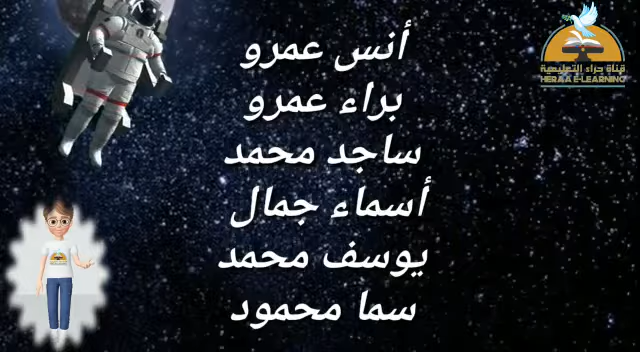 أنس عمرو
براء عمرو
ساجد محمد
أسماء جمال
يوسف محمد
سما محمود
قناة حراء التعليمية
HERAA E-LEARNING